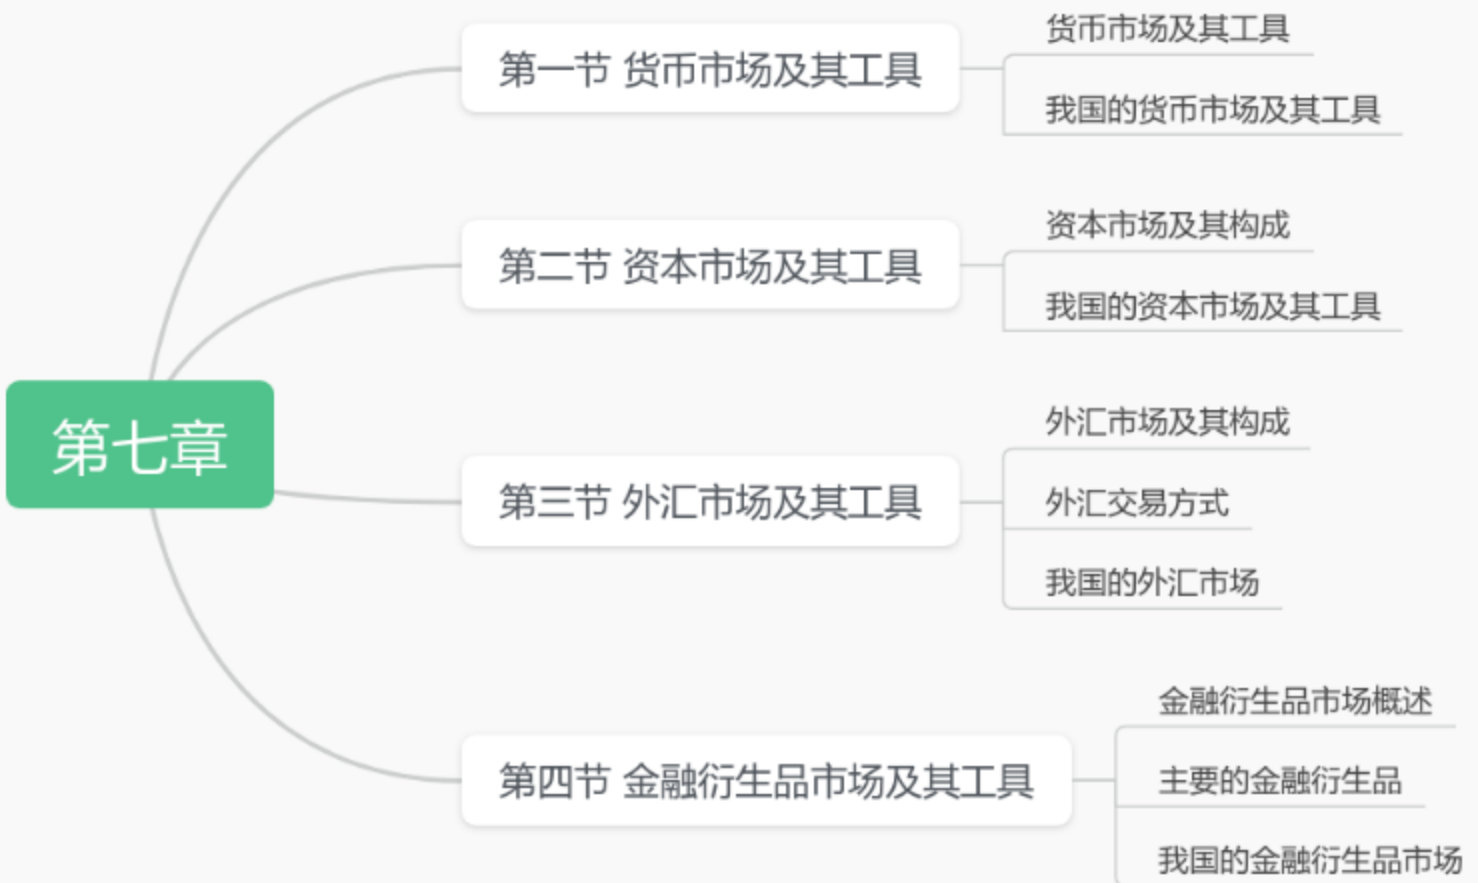 第七章
第一节 货币市场及其工具
货币市场及其工具
我国的货币市场及其工具
第二节 资本市场及其工具
资本市场及其构成
我国的资本市场及其工具
第三节 外汇市场及其工具
外汇市场及其构成
外汇交易方式
我国的外汇市场
第四节 金融衍生品市场及其工具
金融衍生品市场概述
主要的金融衍生品
我国的金融衍生品市场